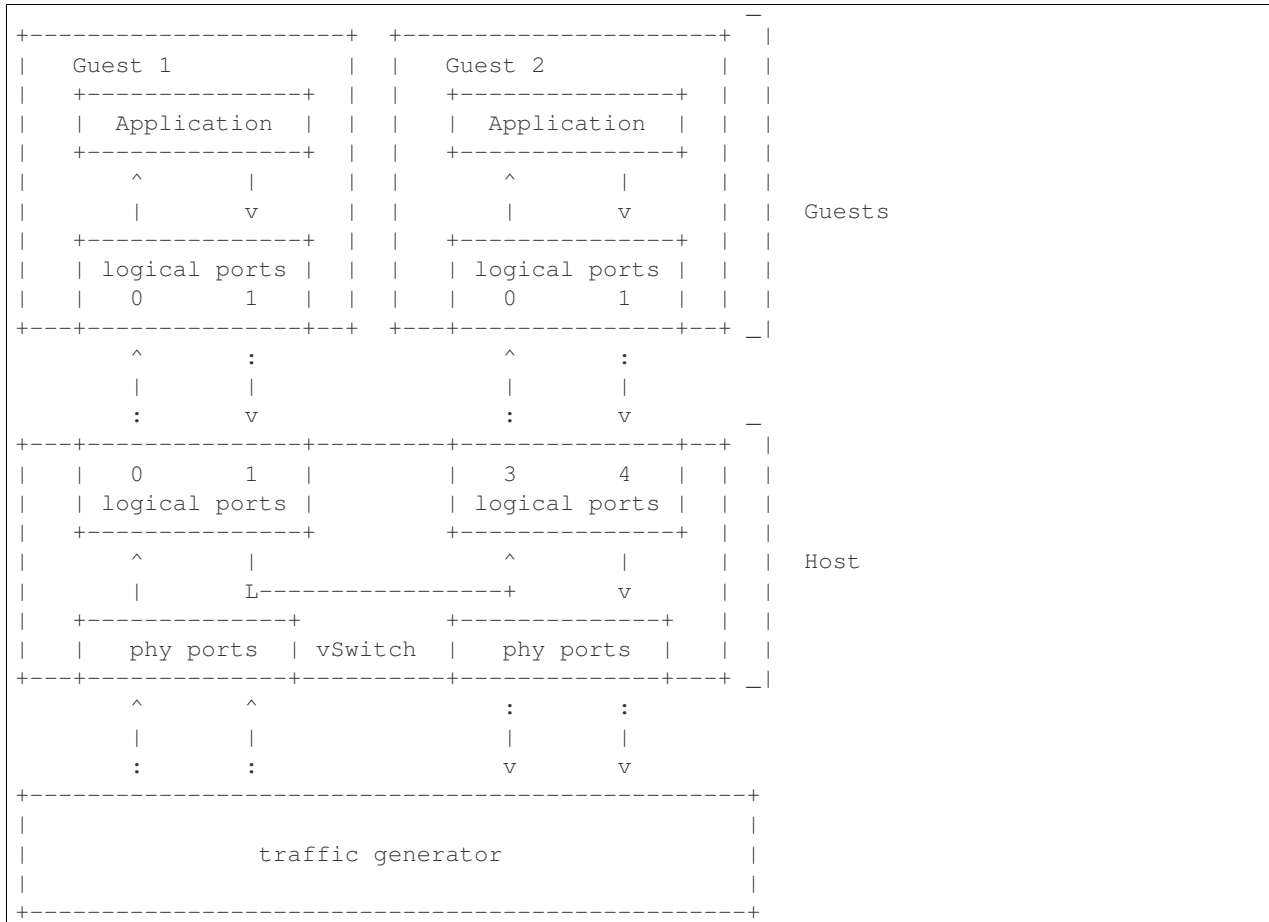 _
+----------------------+  +----------------------+  |
|   Guest 1            |  |   Guest 2            |  |
|   +---------------+  |  |   +---------------+  |  |
|   |  Application  |  |  |   |  Application  |  |  |
|   +---------------+  |  |   +---------------+  |  |
|       ^       |      |  |       ^       |      |  |
|       |       v      |  |       |       v      |  |  Guests
|   +---------------+  |  |   +---------------+  |  |
|   | logical ports |  |  |   | logical ports |  |  |
|   |   0       1   |  |  |   |   0       1   |  |  |
+---+---------------+--+  +---+---------------+--+ _|
        ^       :                 ^       :
        |       |                 |       |
        :       v                 :       v        _
+---+---------------+---------+---------------+--+  |
|   |   0       1   |         |   3       4   |  |  |
|   | logical ports |         | logical ports |  |  |
|   +---------------+         +---------------+  |  |
|       ^       |                 ^       |      |  |  Host
|       |       L-----------------+       v      |  |
|   +--------------+          +--------------+   |  |
|   |   phy ports  | vSwitch  |   phy ports  |   |  |
+---+--------------+----------+--------------+---+ _|
        ^       ^                 :       :
        |       |                 |       |
        :       :                 v       v
+--------------------------------------------------+
|                                                  |
|                traffic generator                 |
|                                                  |
+--------------------------------------------------+